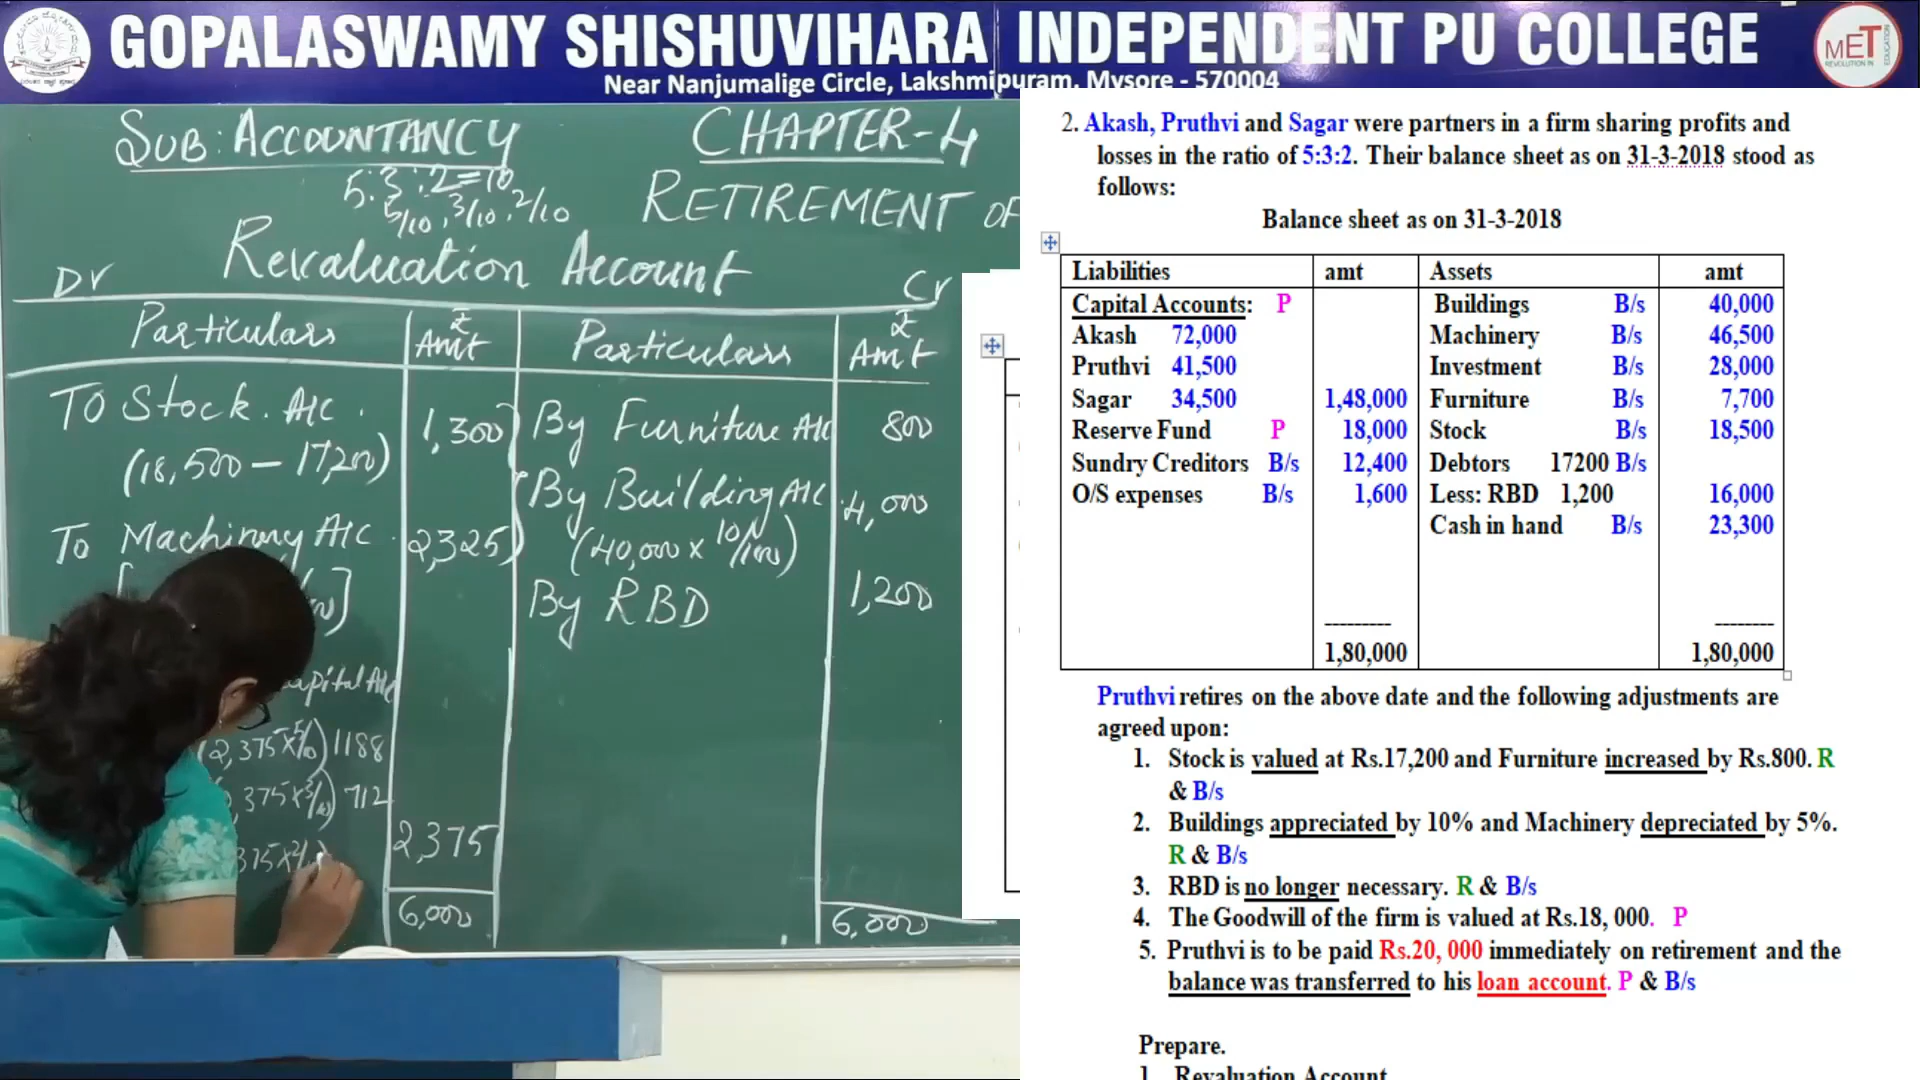 GOPALASWAMY SHISHUVIHARA INDEPENDENT PU COLLEGE
Near Nanjumalige Circle, Lakshmipuram, Mysore - 570004
MET
REVOLUTION IN
EDUCATION
SUB: ACCOUNTANCY
CHAPTER-4
5:3:2=10
5/10, 3/10, 2/10
RETIREMENT OF
Revaluation Account
Dr Cr
Particulars ₹ Amt Particulars ₹ Amt
TO Stock. A/C. 1,300 By Furniture A/C 800
(18,500 – 17,200)
By Building A/C 4,000
To Machinery A/C. 2,325 (40,000 x 10/100)
By RBD 1,200
Capital A/C
(2,375 x 5/10) 1188
,375 x 3/10) 712
375 x 2/
2,375
6,000 6,000
2. Akash, Pruthvi and Sagar were partners in a firm sharing profits and
losses in the ratio of 5:3:2. Their balance sheet as on 31-3-2018 stood as
follows:
Balance sheet as on 31-3-2018
Liabilities amt Assets amt
Capital Accounts: P Buildings B/s 40,000
Akash 72,000 Machinery B/s 46,500
Pruthvi 41,500 Investment B/s 28,000
Sagar 34,500 1,48,000 Furniture B/s 7,700
Reserve Fund P 18,000 Stock B/s 18,500
Sundry Creditors B/s 12,400 Debtors 17200 B/s
O/S expenses B/s 1,600 Less: RBD 1,200 16,000
Cash in hand B/s 23,300
--------- --------
1,80,000 1,80,000
Pruthvi retires on the above date and the following adjustments are
agreed upon:
1. Stock is valued at Rs.17,200 and Furniture increased by Rs.800. R
& B/s
2. Buildings appreciated by 10% and Machinery depreciated by 5%.
R & B/s
3. RBD is no longer necessary. R & B/s
4. The Goodwill of the firm is valued at Rs.18, 000. P
5. Pruthvi is to be paid Rs.20, 000 immediately on retirement and the
balance was transferred to his loan account. P & B/s
Prepare.
1. Revaluation Account